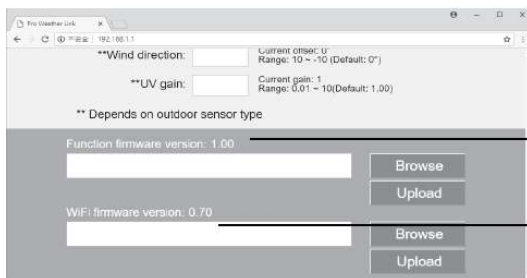 Pro Weather Link
192.168.1.1
**Wind direction:
Current offset: 0°
Range: 10 ~ -10 (Default: 0°)
**UV gain:
Current gain: 1
Range: 0.01 ~ 10(Default: 1.00)
** Depends on outdoor sensor type
Function firmware version: 1.00
Browse
Upload
WiFi firmware version: 0.70
Browse
Upload